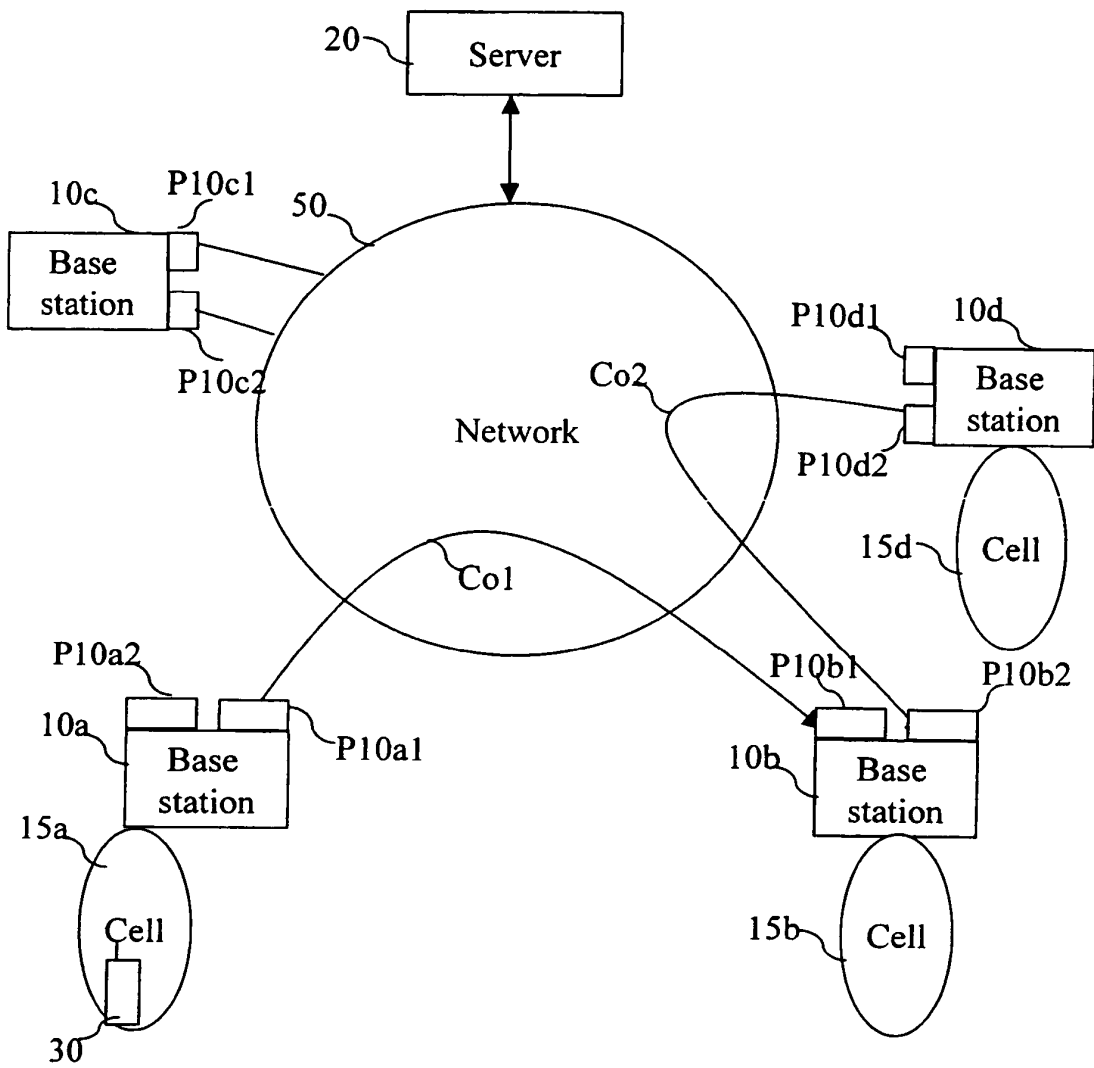 20
Server
P10c1
10c
50
Base
station
P10c2
P10d1
10d
Base
station
Co2
P10d2
Network
15d
Cell
Co1
P10a2
P10b1
P10b2
10a
P10a1
Base
station
10b
Base
station
15a
Cell
15b
Cell
30